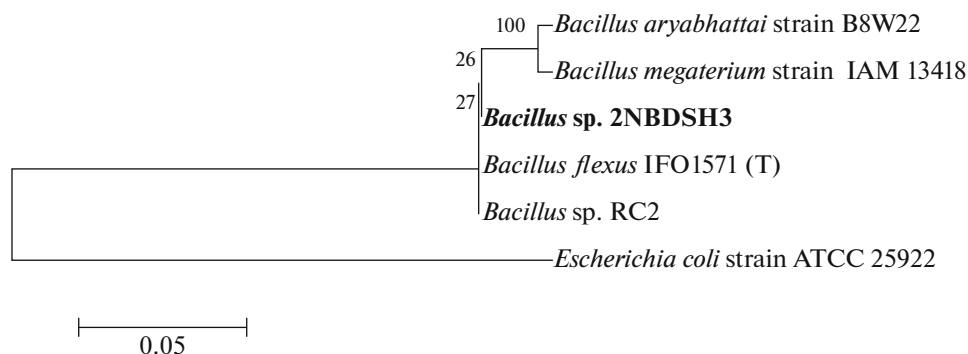 100
Bacillus aryabhattai strain B8W22
26
Bacillus megaterium strain IAM 13418
27
Bacillus sp. 2NBDSH3
Bacillus flexus IFO1571 (T)
Bacillus sp. RC2
Escherichia coli strain ATCC 25922
0.05